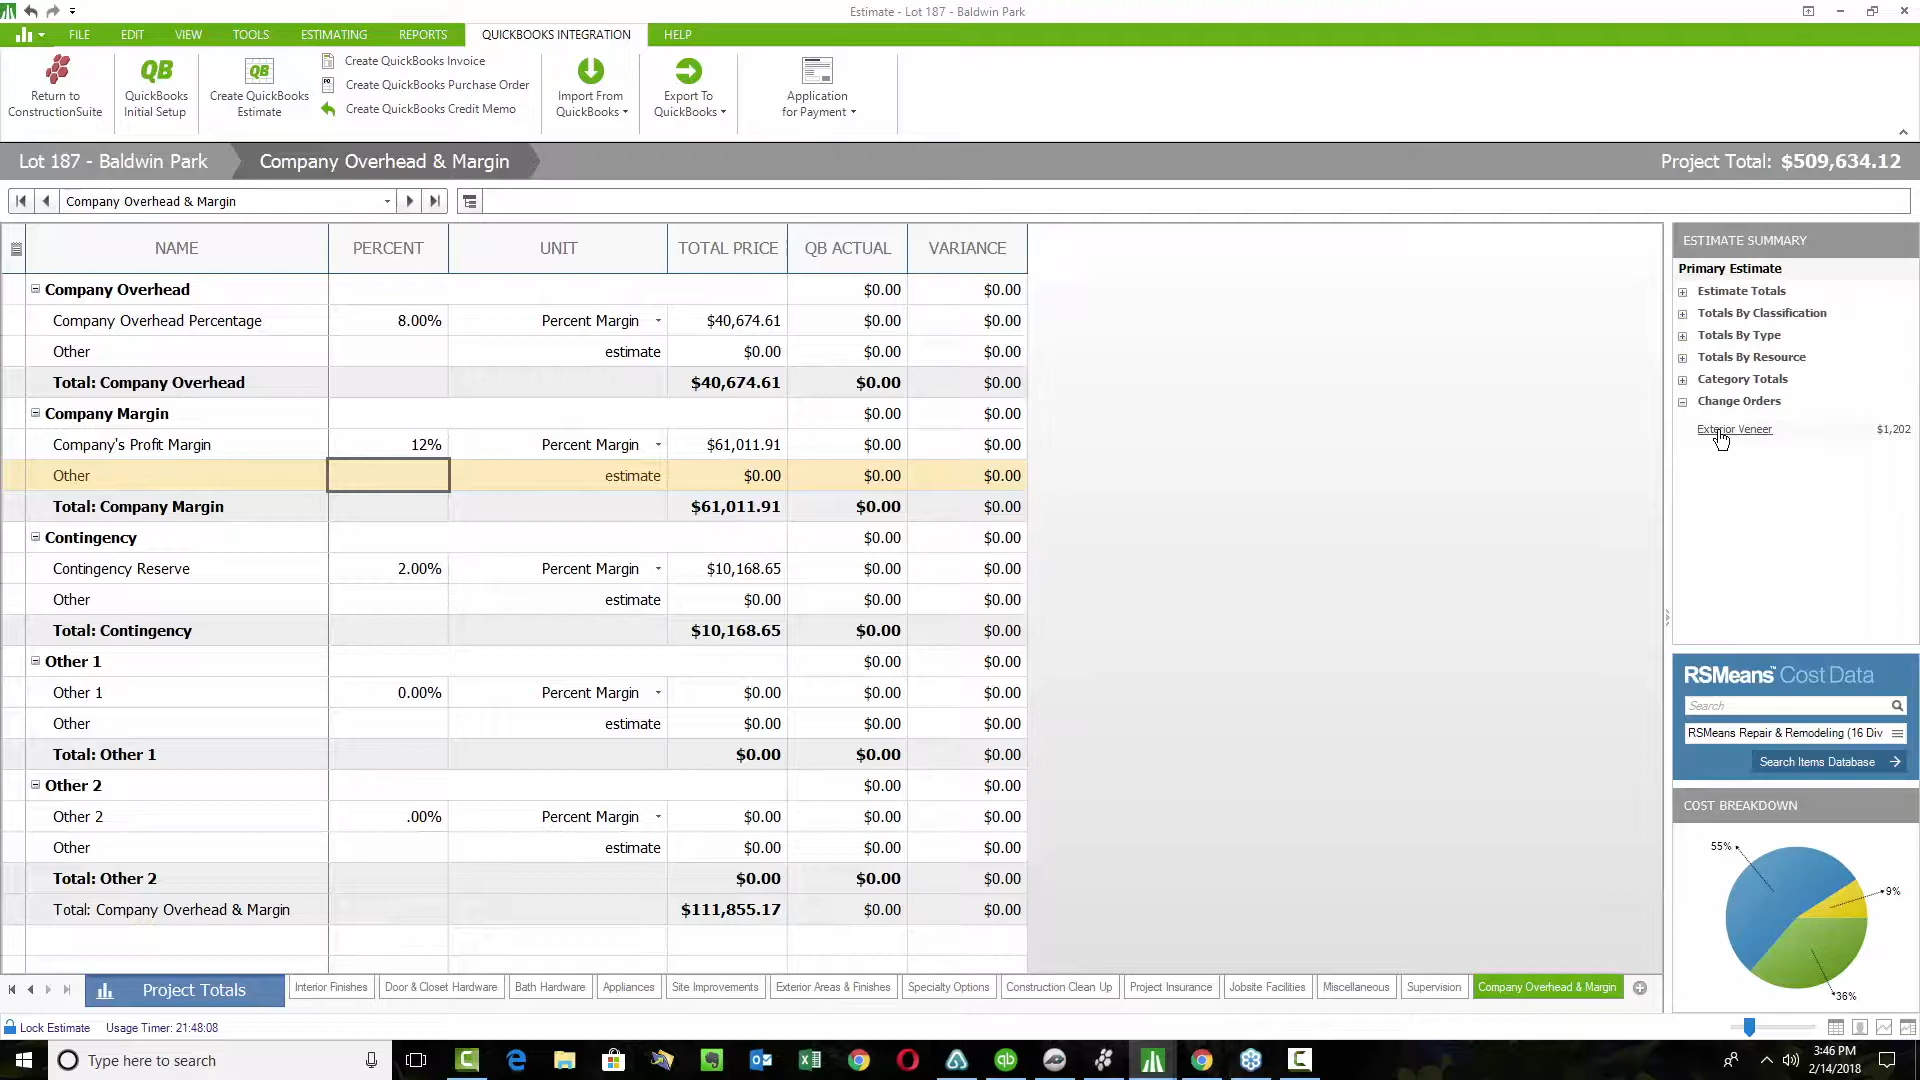 Estimate - Lot 187 - Baldwin Park
FILE EDIT VIEW TOOLS ESTIMATING REPORTS QUICKBOOKS INTEGRATION HELP
Return to ConstructionSuite
QB QuickBooks Initial Setup
QB Create QuickBooks Estimate
Create QuickBooks Invoice
PO Create QuickBooks Purchase Order
Create QuickBooks Credit Memo
Import From QuickBooks
Export To QuickBooks
Application for Payment
Lot 187 - Baldwin Park Company Overhead & Margin Project Total: $509,634.12
Company Overhead & Margin
NAME PERCENT UNIT TOTAL PRICE QB ACTUAL VARIANCE
Company Overhead $0.00 $0.00
Company Overhead Percentage 8.00% Percent Margin $40,674.61 $0.00 $0.00
Other estimate $0.00 $0.00 $0.00
Total: Company Overhead $40,674.61 $0.00 $0.00
Company Margin $0.00 $0.00
Company's Profit Margin 12% Percent Margin $61,011.91 $0.00 $0.00
Other estimate $0.00 $0.00 $0.00
Total: Company Margin $61,011.91 $0.00 $0.00
Contingency $0.00 $0.00
Contingency Reserve 2.00% Percent Margin $10,168.65 $0.00 $0.00
Other estimate $0.00 $0.00 $0.00
Total: Contingency $10,168.65 $0.00 $0.00
Other 1 $0.00 $0.00
Other 1 0.00% Percent Margin $0.00 $0.00 $0.00
Other estimate $0.00 $0.00 $0.00
Total: Other 1 $0.00 $0.00 $0.00
Other 2 $0.00 $0.00
Other 2 .00% Percent Margin $0.00 $0.00 $0.00
Other estimate $0.00 $0.00 $0.00
Total: Other 2 $0.00 $0.00 $0.00
Total: Company Overhead & Margin $111,855.17 $0.00 $0.00
ESTIMATE SUMMARY
Primary Estimate
Estimate Totals
Totals By Classification
Totals By Type
Totals By Resource
Category Totals
Change Orders
Exterior Veneer $1,202
RSMeans™ Cost Data
Search
RSMeans Repair & Remodeling (16 Div
Search Items Database
COST BREAKDOWN
55%
9%
36%
Project Totals Interior Finishes Door & Closet Hardware Bath Hardware Appliances Site Improvements Exterior Areas & Finishes Specialty Options Construction Clean Up Project Insurance Jobsite Facilities Miscellaneous Supervision Company Overhead & Margin
Lock Estimate Usage Timer: 21:48:08
Type here to search
3:46 PM
2/14/2018